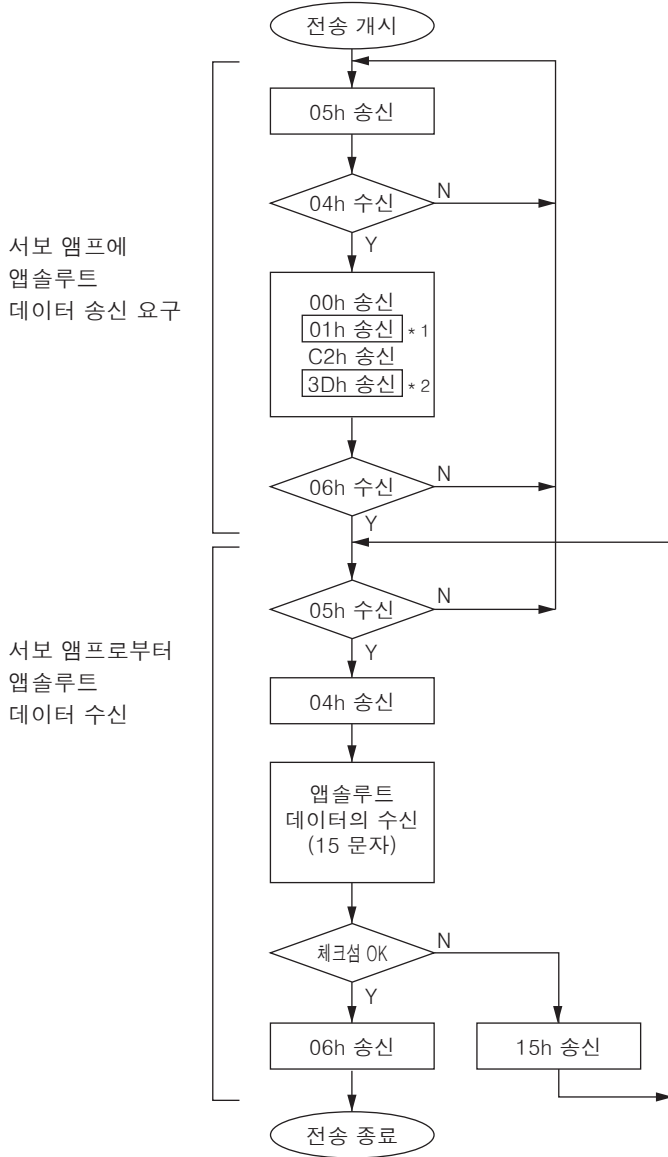 전송 개시
05h 송신
04h 수신
N
Y
서보 앰프에
앱솔루트
데이터 송신 요구
00h 송신
01h 송신 *1
C2h 송신
3Dh 송신 *2
06h 수신
N
Y
05h 수신
N
Y
서보 앰프로부터
앱솔루트
데이터 수신
04h 송신
앱솔루트
데이터의 수신
(15 문자)
체크섬 OK
N
Y
06h 송신
15h 송신
전송 종료